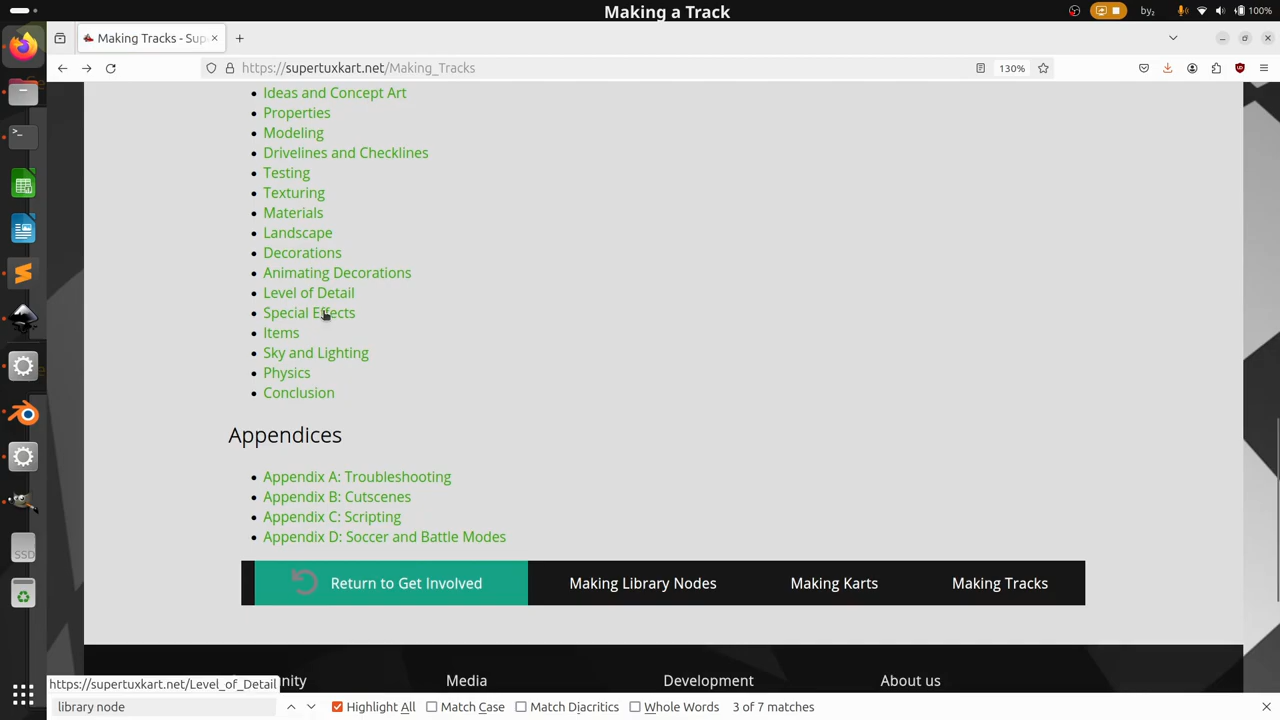 Making a Track
by₂
100%
Making Tracks - Sup
https://supertuxkart.net/Making_Tracks
130%
Ideas and Concept Art
Properties
Modeling
Drivelines and Checklines
Testing
Texturing
Materials
Landscape
Decorations
Animating Decorations
Level of Detail
Special Effects
Items
Sky and Lighting
Physics
Conclusion
Appendices
Appendix A: Troubleshooting
Appendix B: Cutscenes
Appendix C: Scripting
Appendix D: Soccer and Battle Modes
Return to Get Involved Making Library Nodes Making Karts Making Tracks
https://supertuxkart.net/Level_of_Detail
unity Media Development About us
library node Highlight All Match Case Match Diacritics Whole Words 3 of 7 matches
SSD